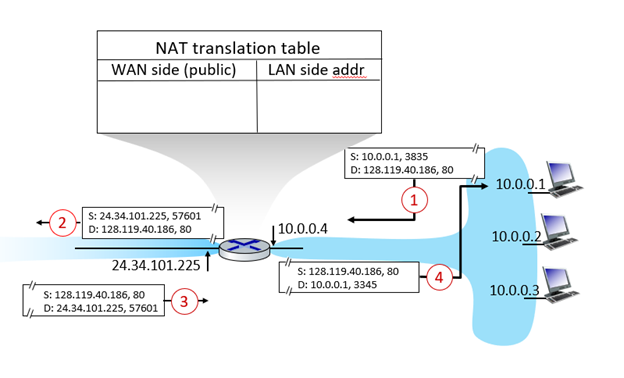 NAT translation table
WAN side (public) LAN side addr
S: 10.0.0.1, 3835
D: 128.119.40.186, 80
1
10.0.0.1
2
S: 24.34.101.225, 57601
D: 128.119.40.186, 80
10.0.0.4
10.0.0.2
24.34.101.225
S: 128.119.40.186, 80
D: 10.0.0.1, 3345
4
S: 128.119.40.186, 80
D: 24.34.101.225, 57601
3
10.0.0.3